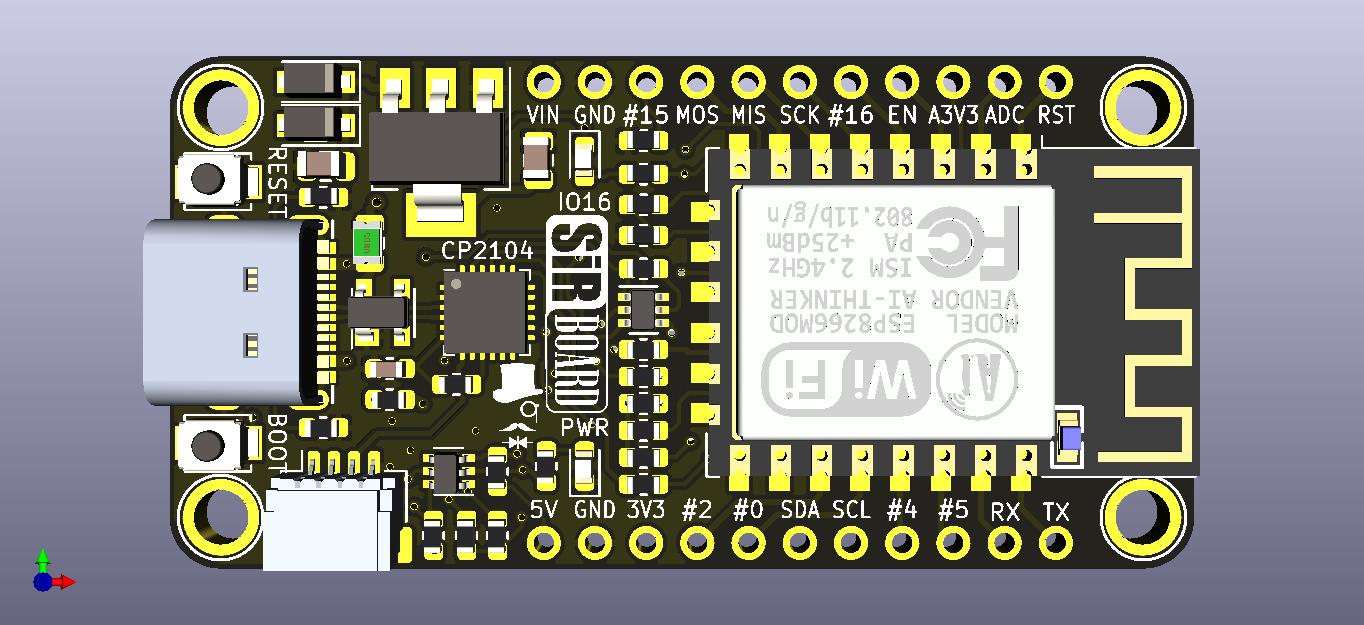 VIN GND #15 MOS MIS SCK #16 EN A3V3 ADC RST
RESET
IO16
CP2104
STR
BOARD
802.11b/g/n
PA +25dBm
ISM 2.4GHz
FC
VENDOR AI-THINKER
MODEL ESP8266MOD
Wi Fi
Ai
BOOT
PWR
5V GND 3V3 #2 #0 SDA SCL #4 #5 RX TX